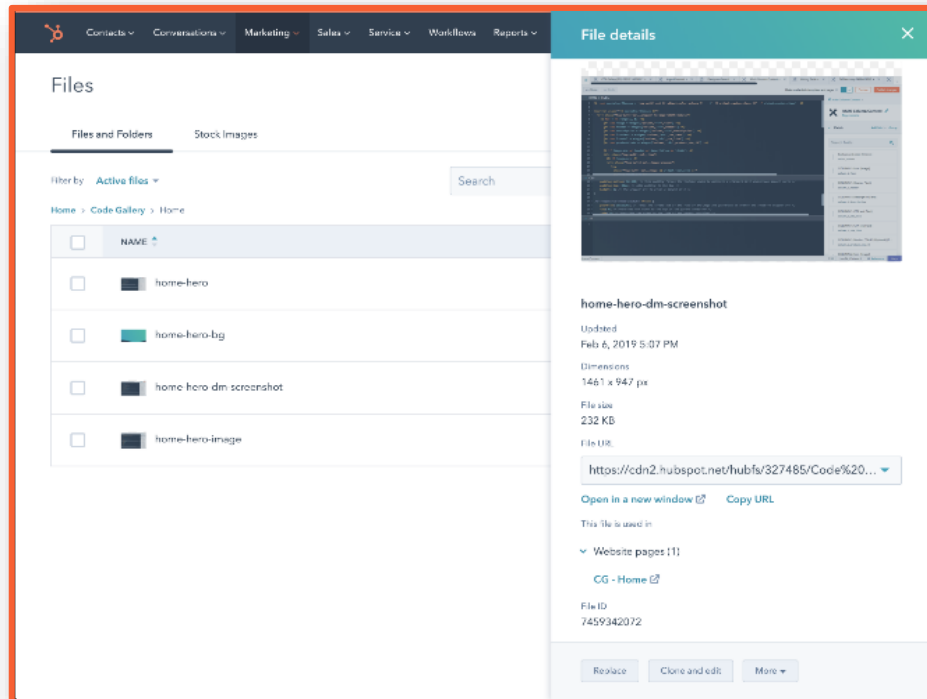 Contacts Conversations Marketing Sales Service Workflows Reports
Files
Files and Folders Stock Images
Filter by Active files
Search
Home > Code Gallery > Home
NAME
home-hero
home-hero-bg
home-hero-dm-screenshot
home-hero-image
File details
home-hero-dm-screenshot
Updated
Feb 6, 2019 5:07 PM
Dimensions
1461 x 947 px
File size
232 KB
File URL
https://cdn2.hubspot.net/hubfs/327485/Code%20...
Open in a new window Copy URL
This file is used in
Website pages (1)
CG - Home
File ID
7459342072
Replace Clone and edit More